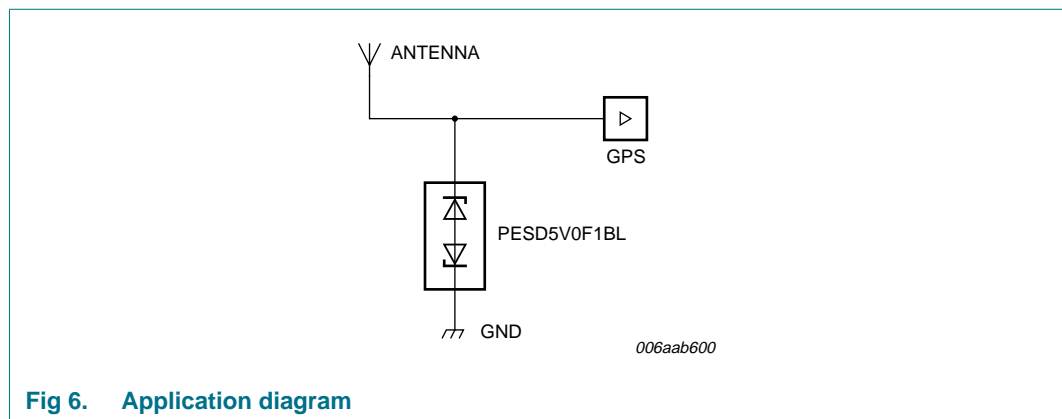 ANTENNA
GPS
PESD5V0F1BL
GND
006aab600
Fig 6. Application diagram